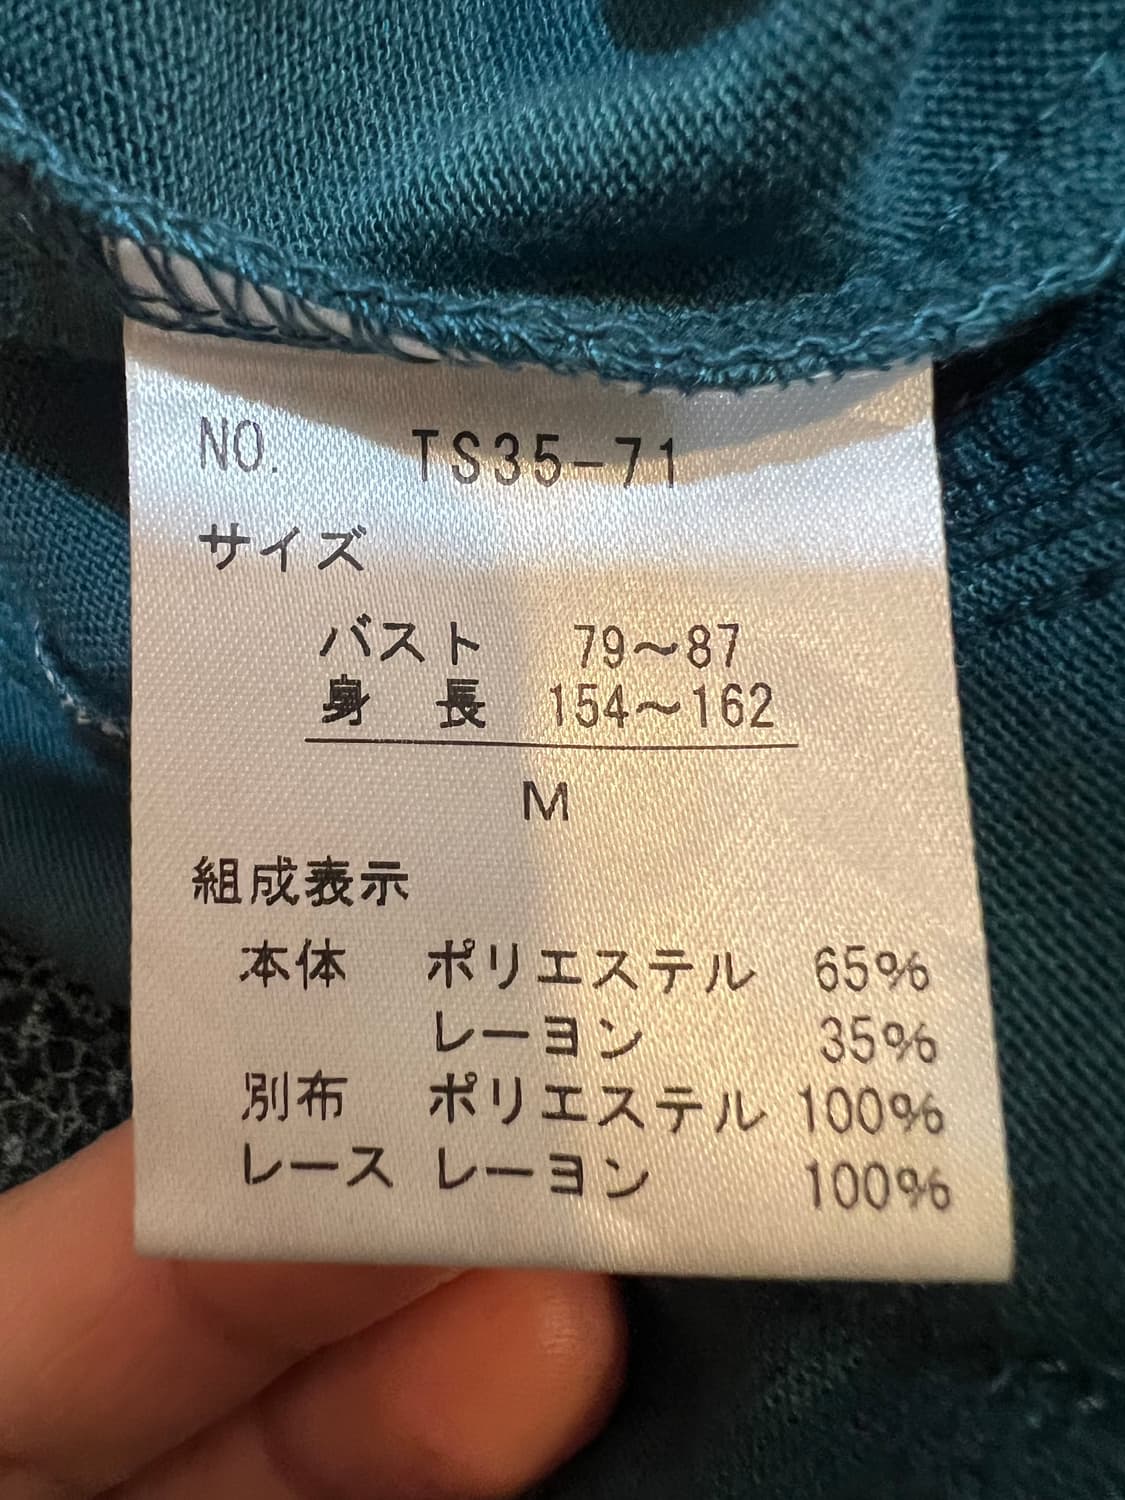 NO. TS35-71
サイズ
バスト 79～87
身長 154～162
M
組成表示
本体 ポリエステル 65%
レーヨン 35%
別布 ポリエステル 100%
レース レーヨン 100%